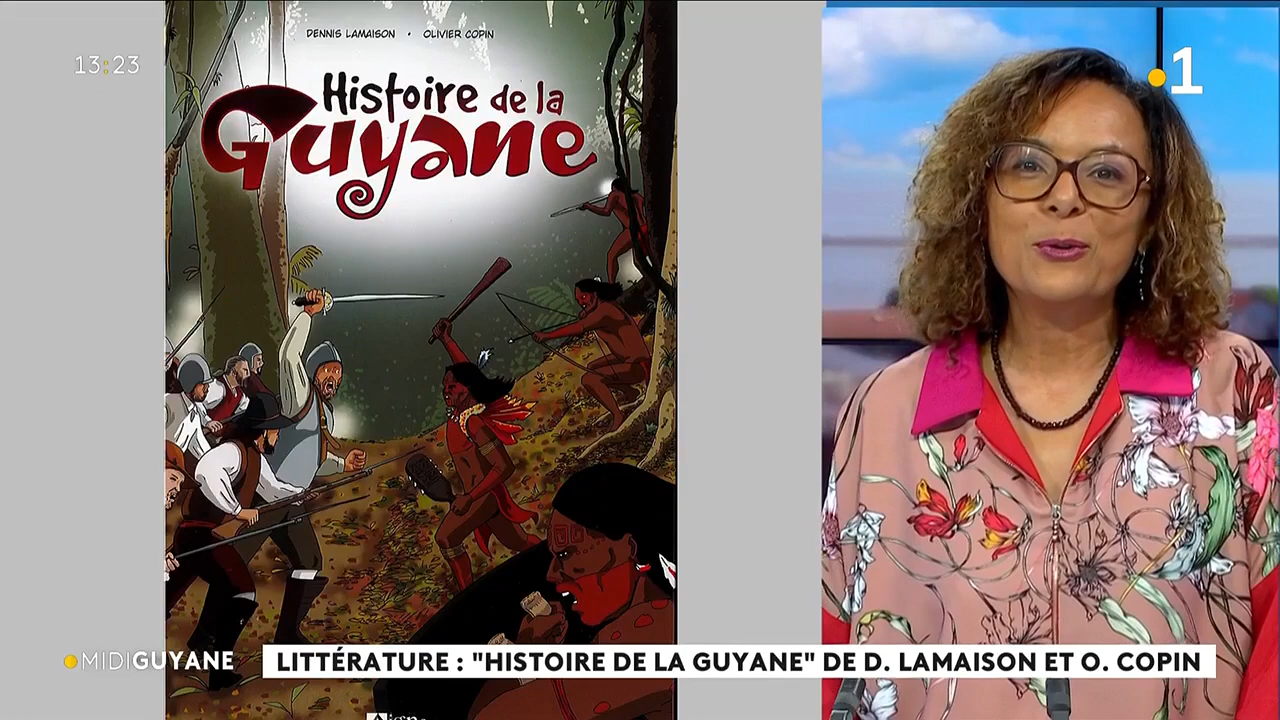 13:23
DENNIS LAMAISON • OLIVIER COPIN
Histoire de la
Guyane
1
MIDIGUYANE
LITTÉRATURE : "HISTOIRE DE LA GUYANE" DE D. LAMAISON ET O. COPIN